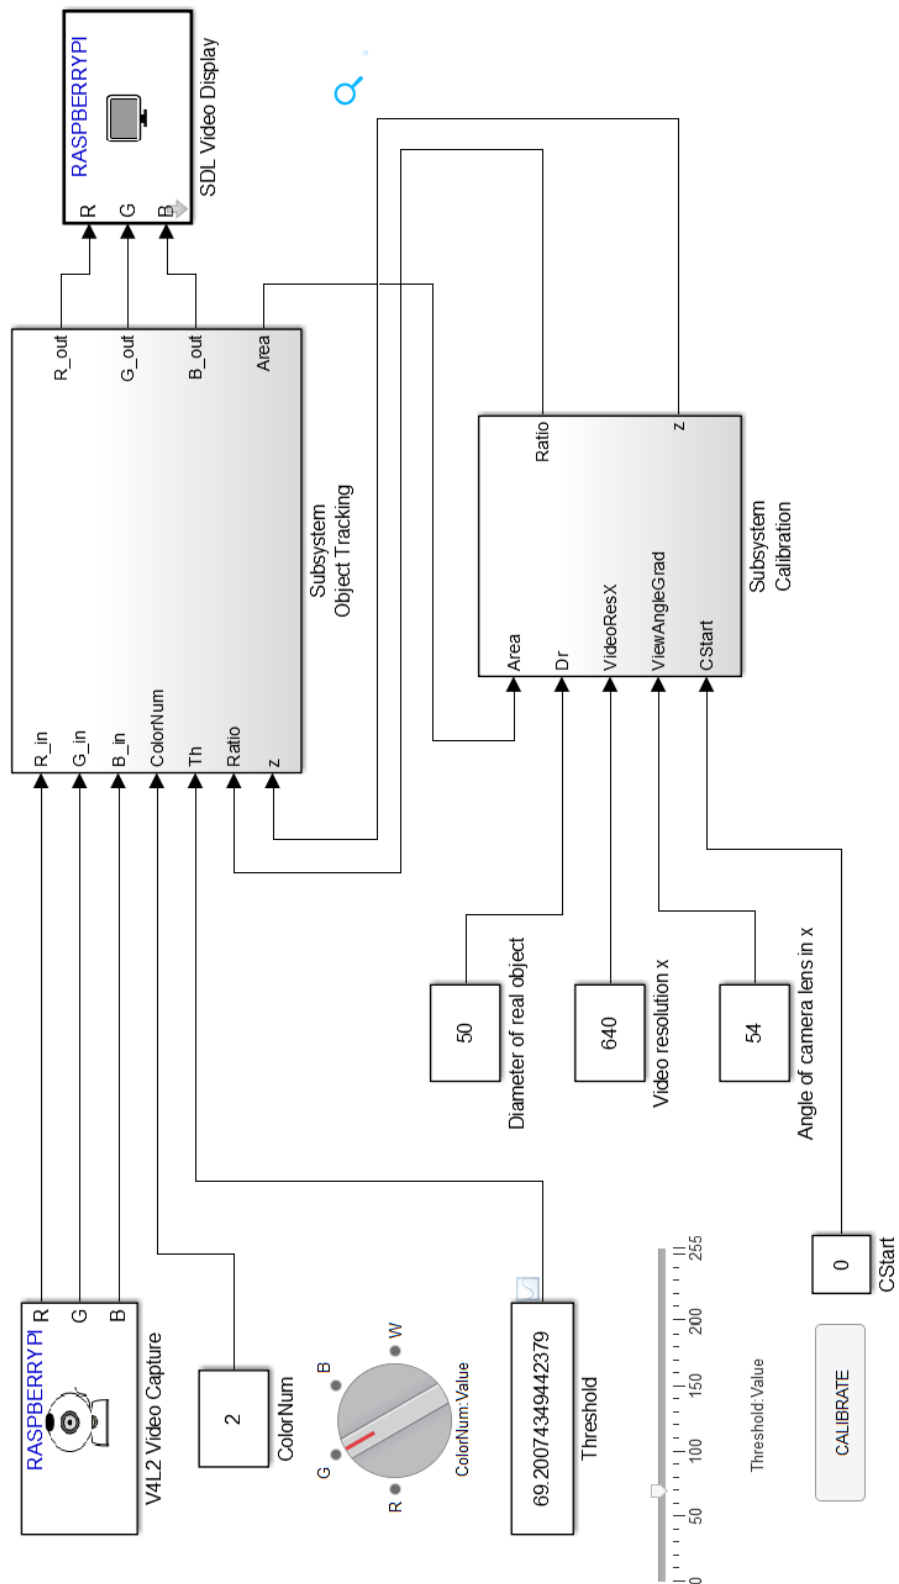 RASPBERRYPI
R
G
B
V4L2 Video Capture
2
ColorNum
R
G
B
W
ColorNum:Value
69.20074349442379
Threshold
0
50
100
150
200
255
Threshold:Value
CALIBRATE
0
CStart
50
Diameter of real object
640
Video resolution x
54
Angle of camera lens in x
R_in
G_in
B_in
ColorNum
Th
Ratio
z
R_out
G_out
B_out
Area
Subsystem
Object Tracking
Area
Dr
VideoResX
ViewAngleGrad
CStart
Ratio
z
Subsystem
Calibration
RASPBERRYPI
R
G
B
SDL Video Display